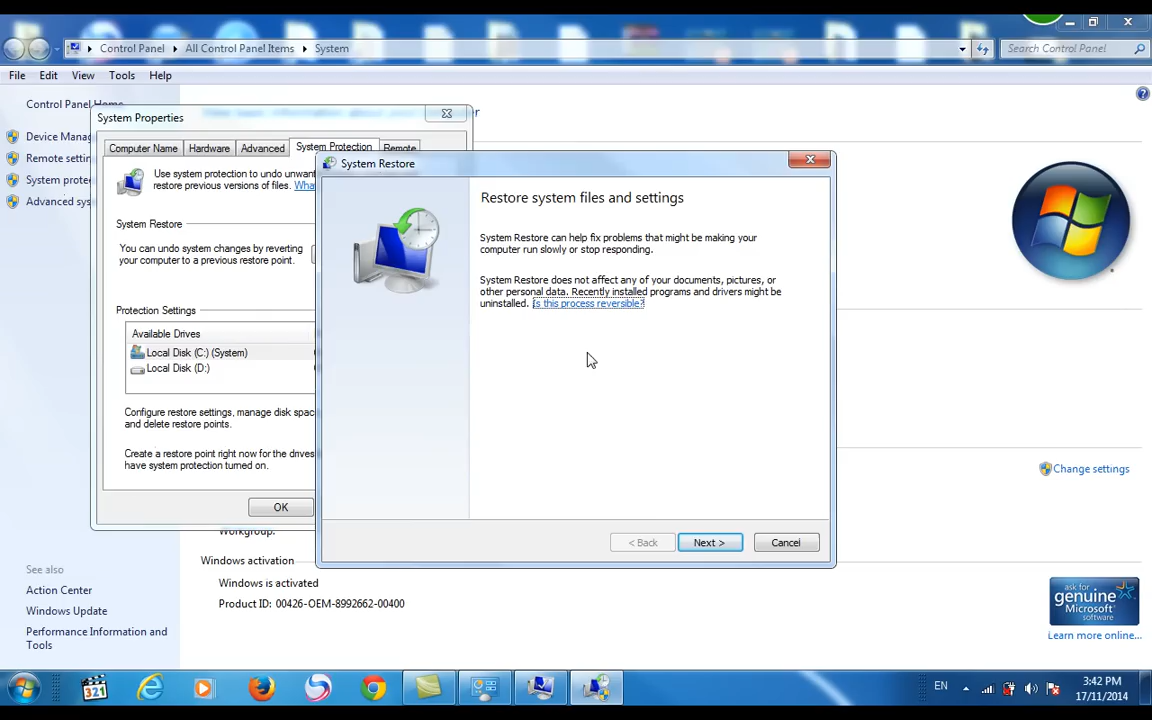 Control Panel
All Control Panel Items
System
Search Control Panel
File
Edit
View
Tools
Help
Control Panel Home
System Properties
Computer Name
Hardware
Advanced
System Protection
Remote
Device Manag
Remote settin
System prote
Advanced sys
Use system protection to undo unwant
restore previous versions of files. Wha
System Restore
You can undo system changes by reverting
your computer to a previous restore point.
Protection Settings
Available Drives
Local Disk (C:) (System)
Local Disk (D:)
Configure restore settings, manage disk spac
and delete restore points.
Create a restore point right now for the drives
have system protection turned on.
OK
System Restore
Restore system files and settings
System Restore can help fix problems that might be making your
computer run slowly or stop responding.
System Restore does not affect any of your documents, pictures, or
other personal data. Recently installed programs and drivers might be
uninstalled. Is this process reversible?
< Back
Next >
Cancel
Change settings
Workgroup:
Windows activation
Windows is activated
Product ID: 00426-OEM-8992662-00400
See also
Action Center
Windows Update
Performance Information and
Tools
ask for
genuine
Microsoft
software
Learn more online...
321
EN
3:42 PM
17/11/2014